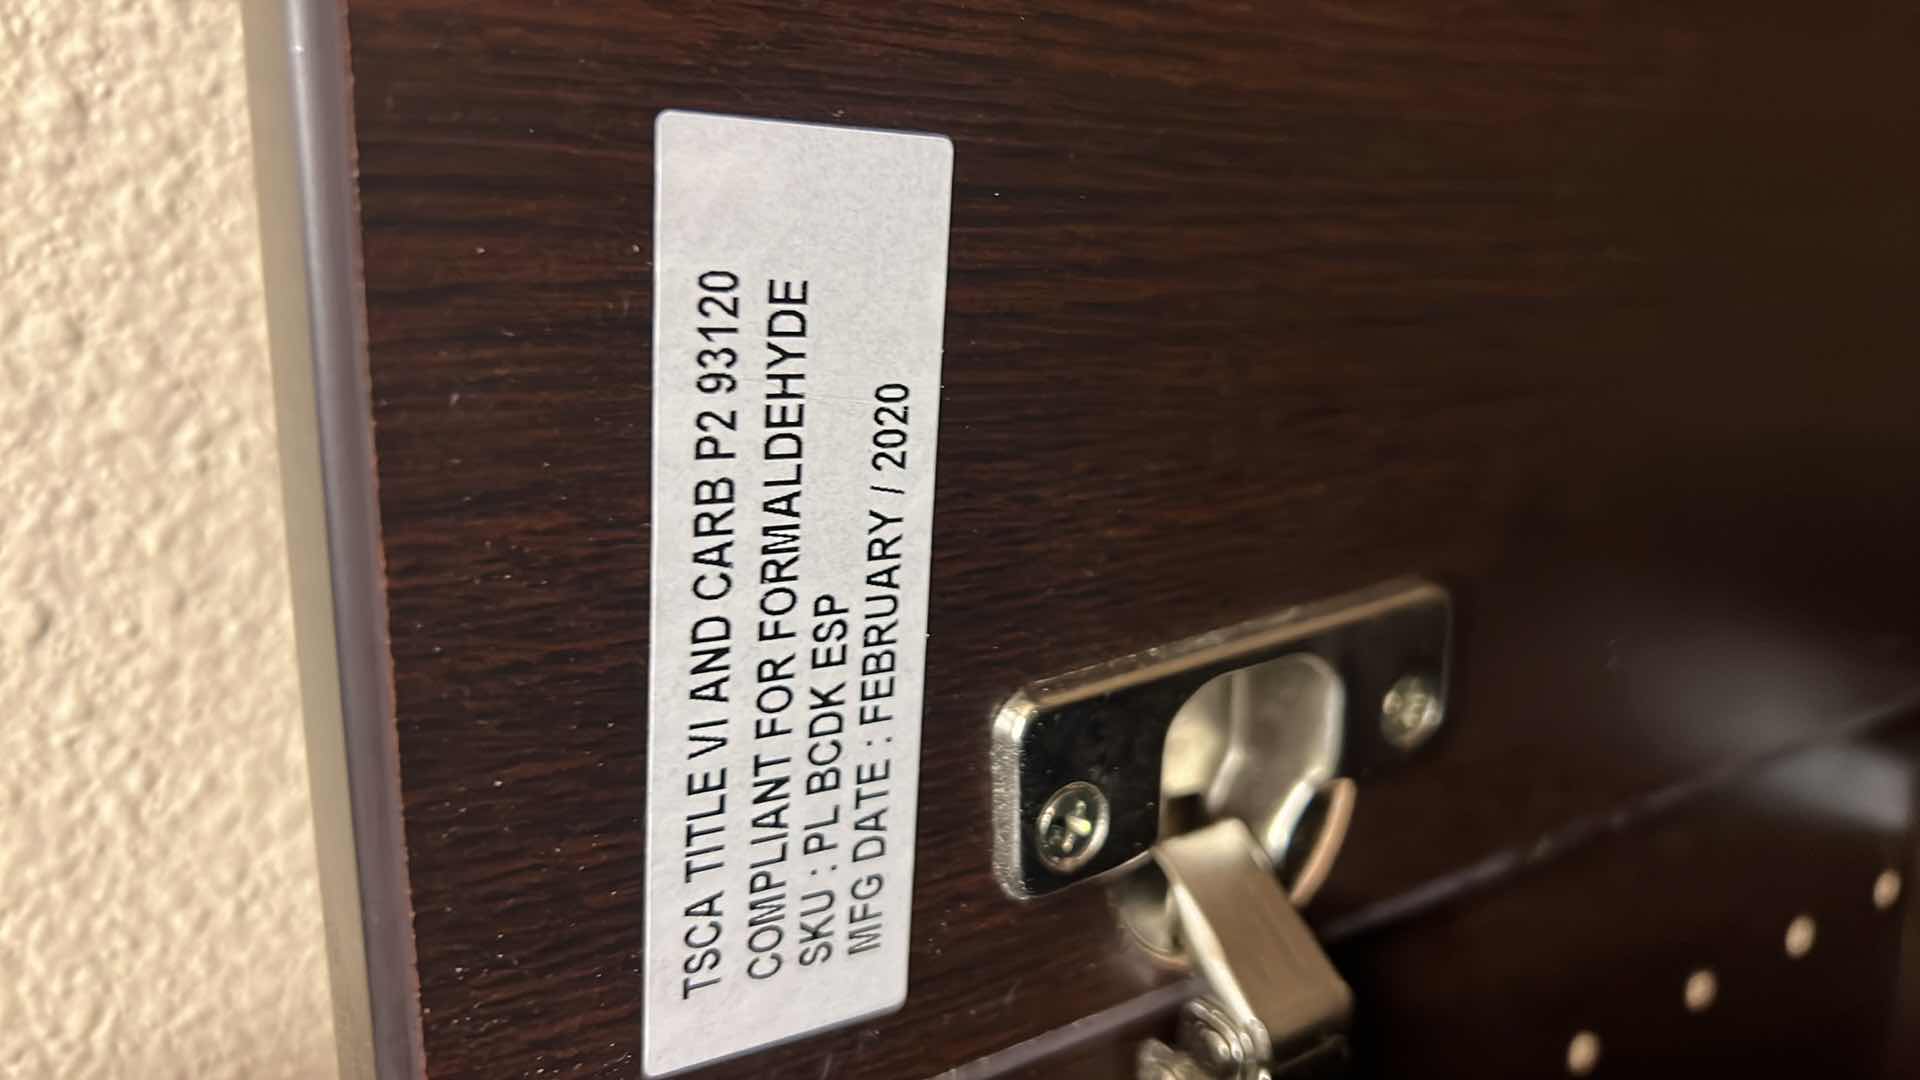 TSCA TITLE VI AND CARB P2 93120
COMPLIANT FOR FORMALDEHYDE
SKU : PL BCDK ESP
MFG DATE : FEBRUARY / 2020